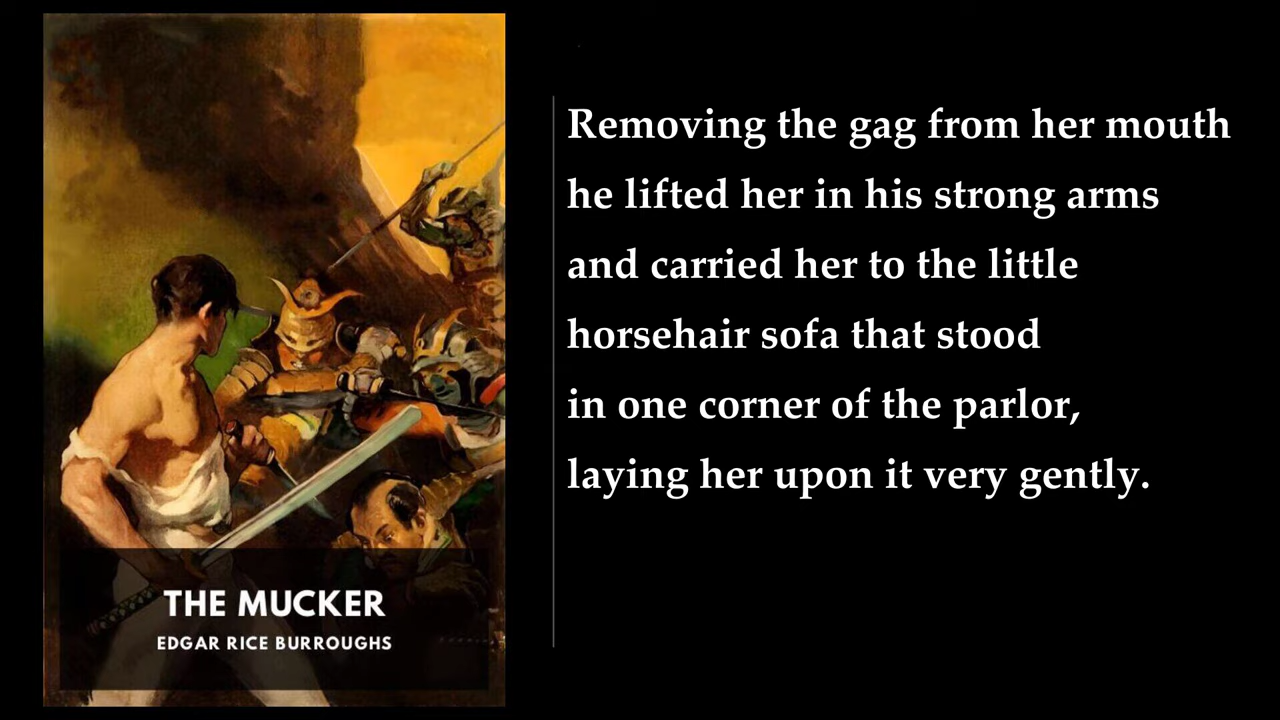 THE MUCKER
EDGAR RICE BURROUGHS
Removing the gag from her mouth
he lifted her in his strong arms
and carried her to the little
horsehair sofa that stood
in one corner of the parlor,
laying her upon it very gently.